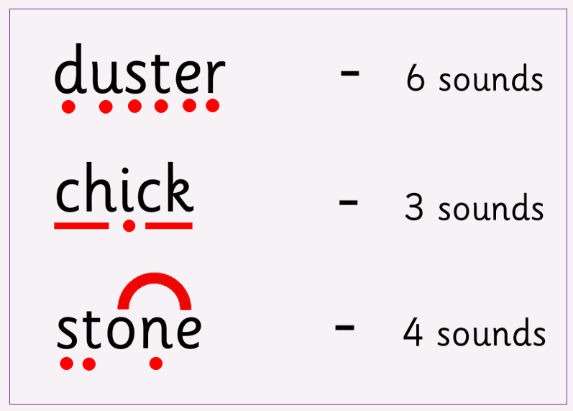 duster - 6 sounds
chick - 3 sounds
stone - 4 sounds